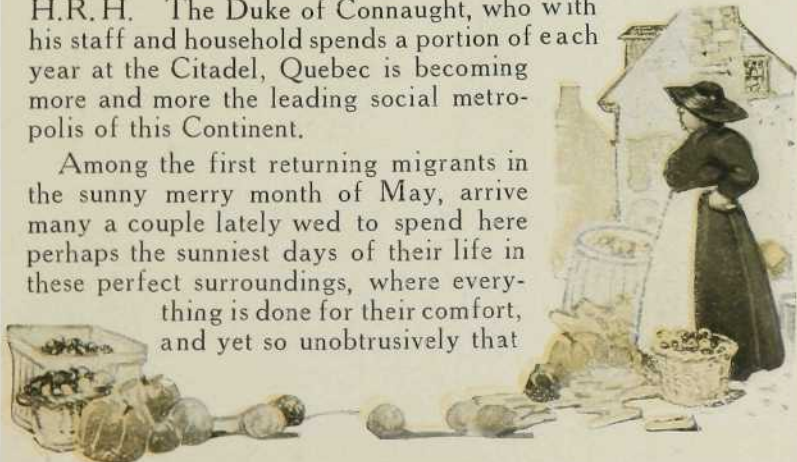 H.R.H. The Duke of Connaught, who with
his staff and household spends a portion of each
year at the Citadel, Quebec is becoming
more and more the leading social metro-
polis of this Continent.
Among the first returning migrants in
the sunny merry month of May, arrive
many a couple lately wed to spend here
perhaps the sunniest days of their life in
these perfect surroundings, where every-
thing is done for their comfort,
and yet so unobtrusively that